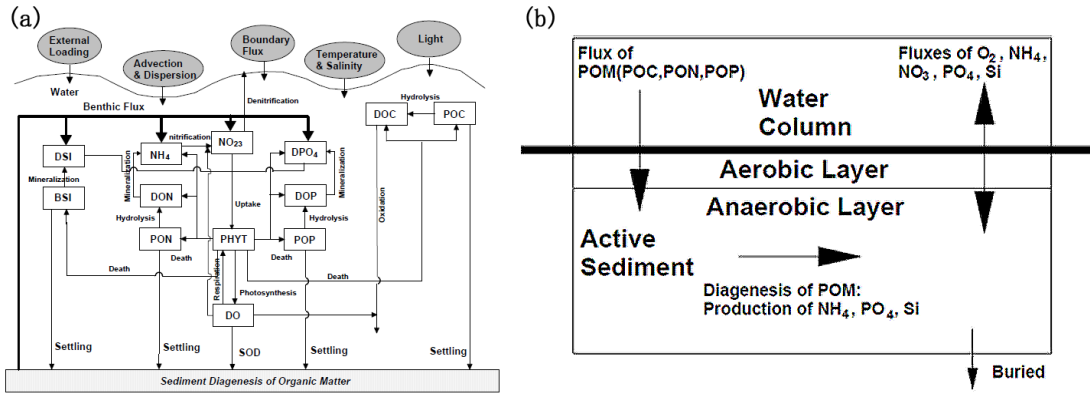 (a)
External
Loading
Advection
& Dispersion
Boundary
Flux
Temperature
& Salinity
Light
Water
Benthic Flux
Denitrification
Hydrolysis
DOC
POC
nitrification
NO23
DSI
NH4
DPO4
Mineralization
Mineralization
Mineralization
BSI
DON
DOP
Uptake
Oxidation
Hydrolysis
Hydrolysis
PON
PHYT
POP
Death
Death
Death
Death
Respiration
Photosynthesis
DO
Settling
Settling
SOD
Settling
Settling
Sediment Diagenesis of Organic Matter
(b)
Flux of
POM(POC,PON,POP)
Fluxes of O2, NH4,
NO3, PO4, Si
Water
Column
Aerobic Layer
Anaerobic Layer
Active
Sediment
Diagenesis of POM:
Production of NH4, PO4, Si
Buried